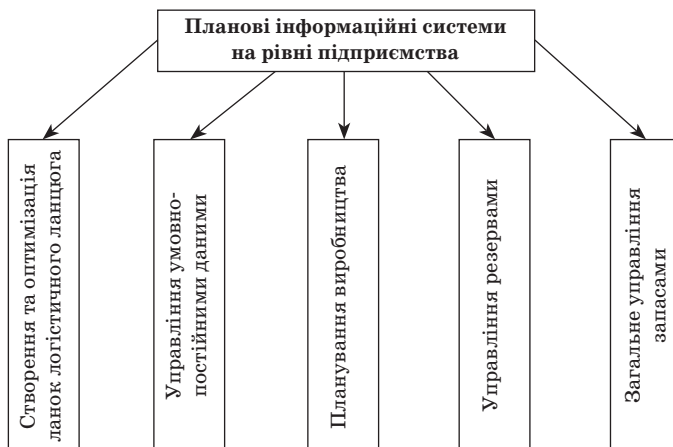 Планові інформаційні системи
на рівні підприємства
Створення та оптимізація
ланок логістичного ланцюга
Управління умовно-
постійними даними
Планування виробництва
Управління резервами
Загальне управління
запасами